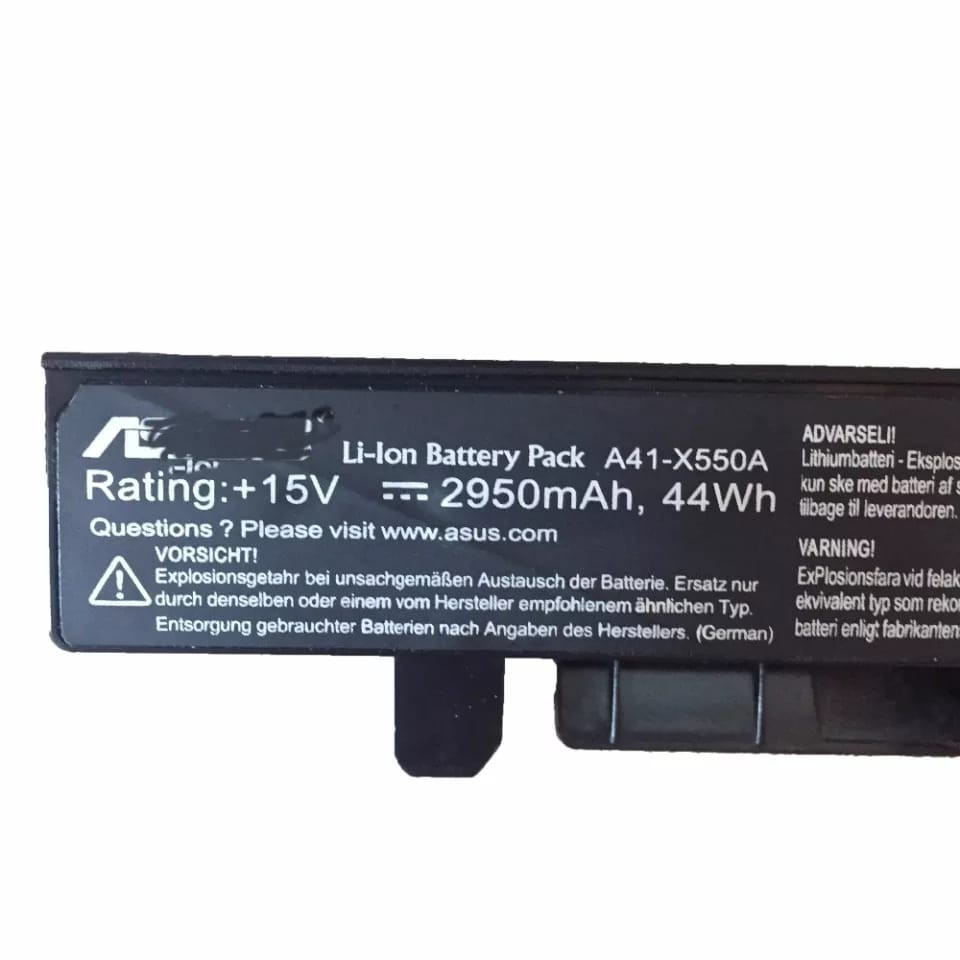 Li-Ion Battery Pack A41-X550A
Rating:+15V ⎓ 2950mAh, 44Wh
Questions ? Please visit www.asus.com
VORSICHT!
Explosionsgetahr bei unsachgemäßen Austausch der Batterie. Ersatz nur
durch denselben oder einem vom Hersteller empfohlenem ähnlichen Typ.
Entsorgung gebrauchter Batterien nach Angaben des Herstellers. (German)
ADVARSELI!
Lithiumbatteri - Eksplos
kun ske med batteri af s
tilbage til leverandoren.
VARNING!
ExPlosionsfara vid felak
ekvivalent typ som reko
batteri enligt fabrikanten